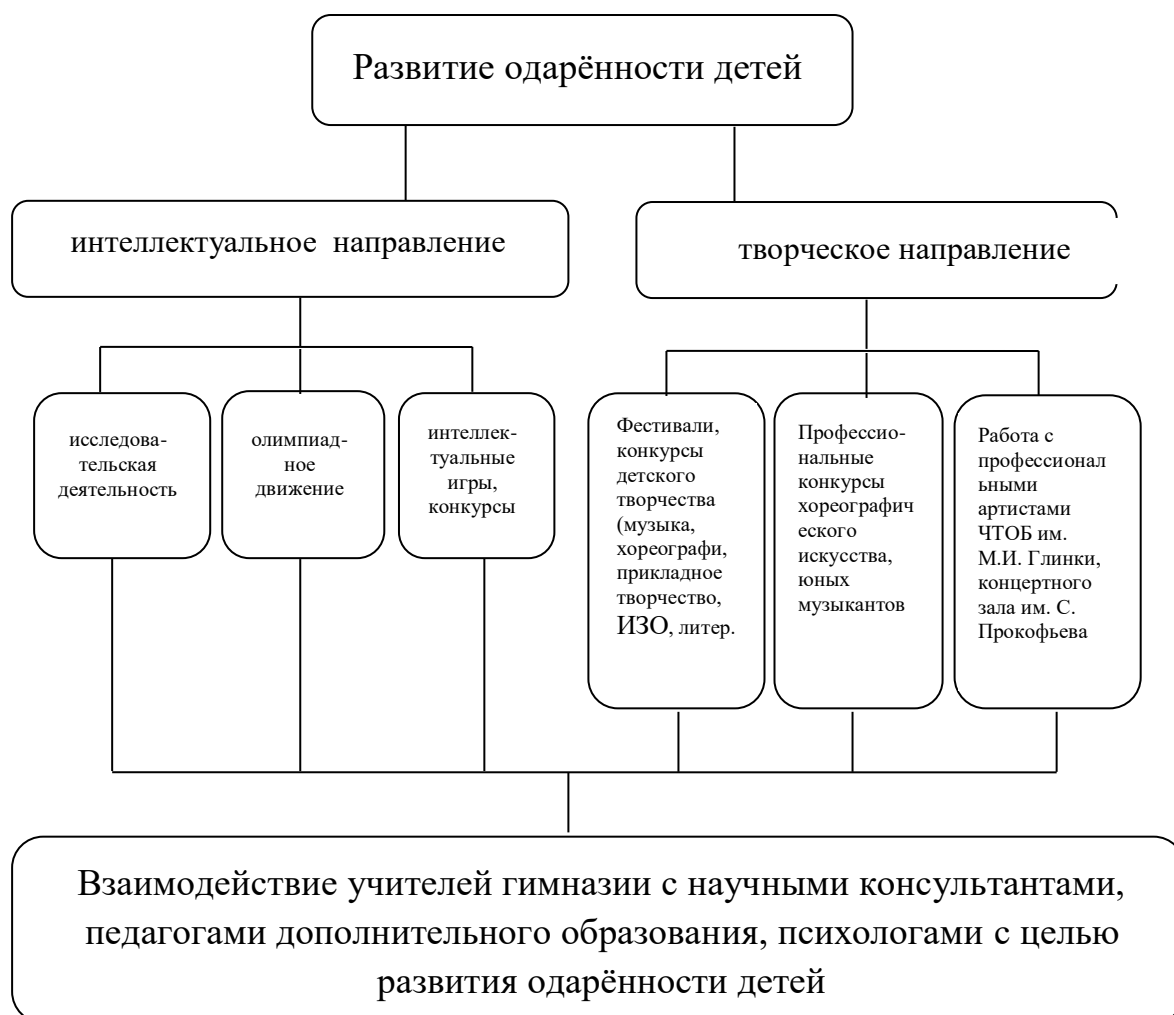 Развитие одарённости детей
интеллектуальное направление
творческое направление
исследова-
тельская
деятельность
олимпиад-
ное
движение
интеллек-
туальные
игры,
конкурсы
Фестивали,
конкурсы
детского
творчества
(музыка,
хореографи,
прикладное
творчество,
ИЗО, литер.
Профессио-
нальные
конкурсы
хореографич
еского
искусства,
юных
музыкантов
Работа с
профессионал
ьными
артистами
ЧТОБ им.
М.И. Глинки,
концертного
зала им. С.
Прокофьева
Взаимодействие учителей гимназии с научными консультантами,
педагогами дополнительного образования, психологами с целью
развития одарённости детей